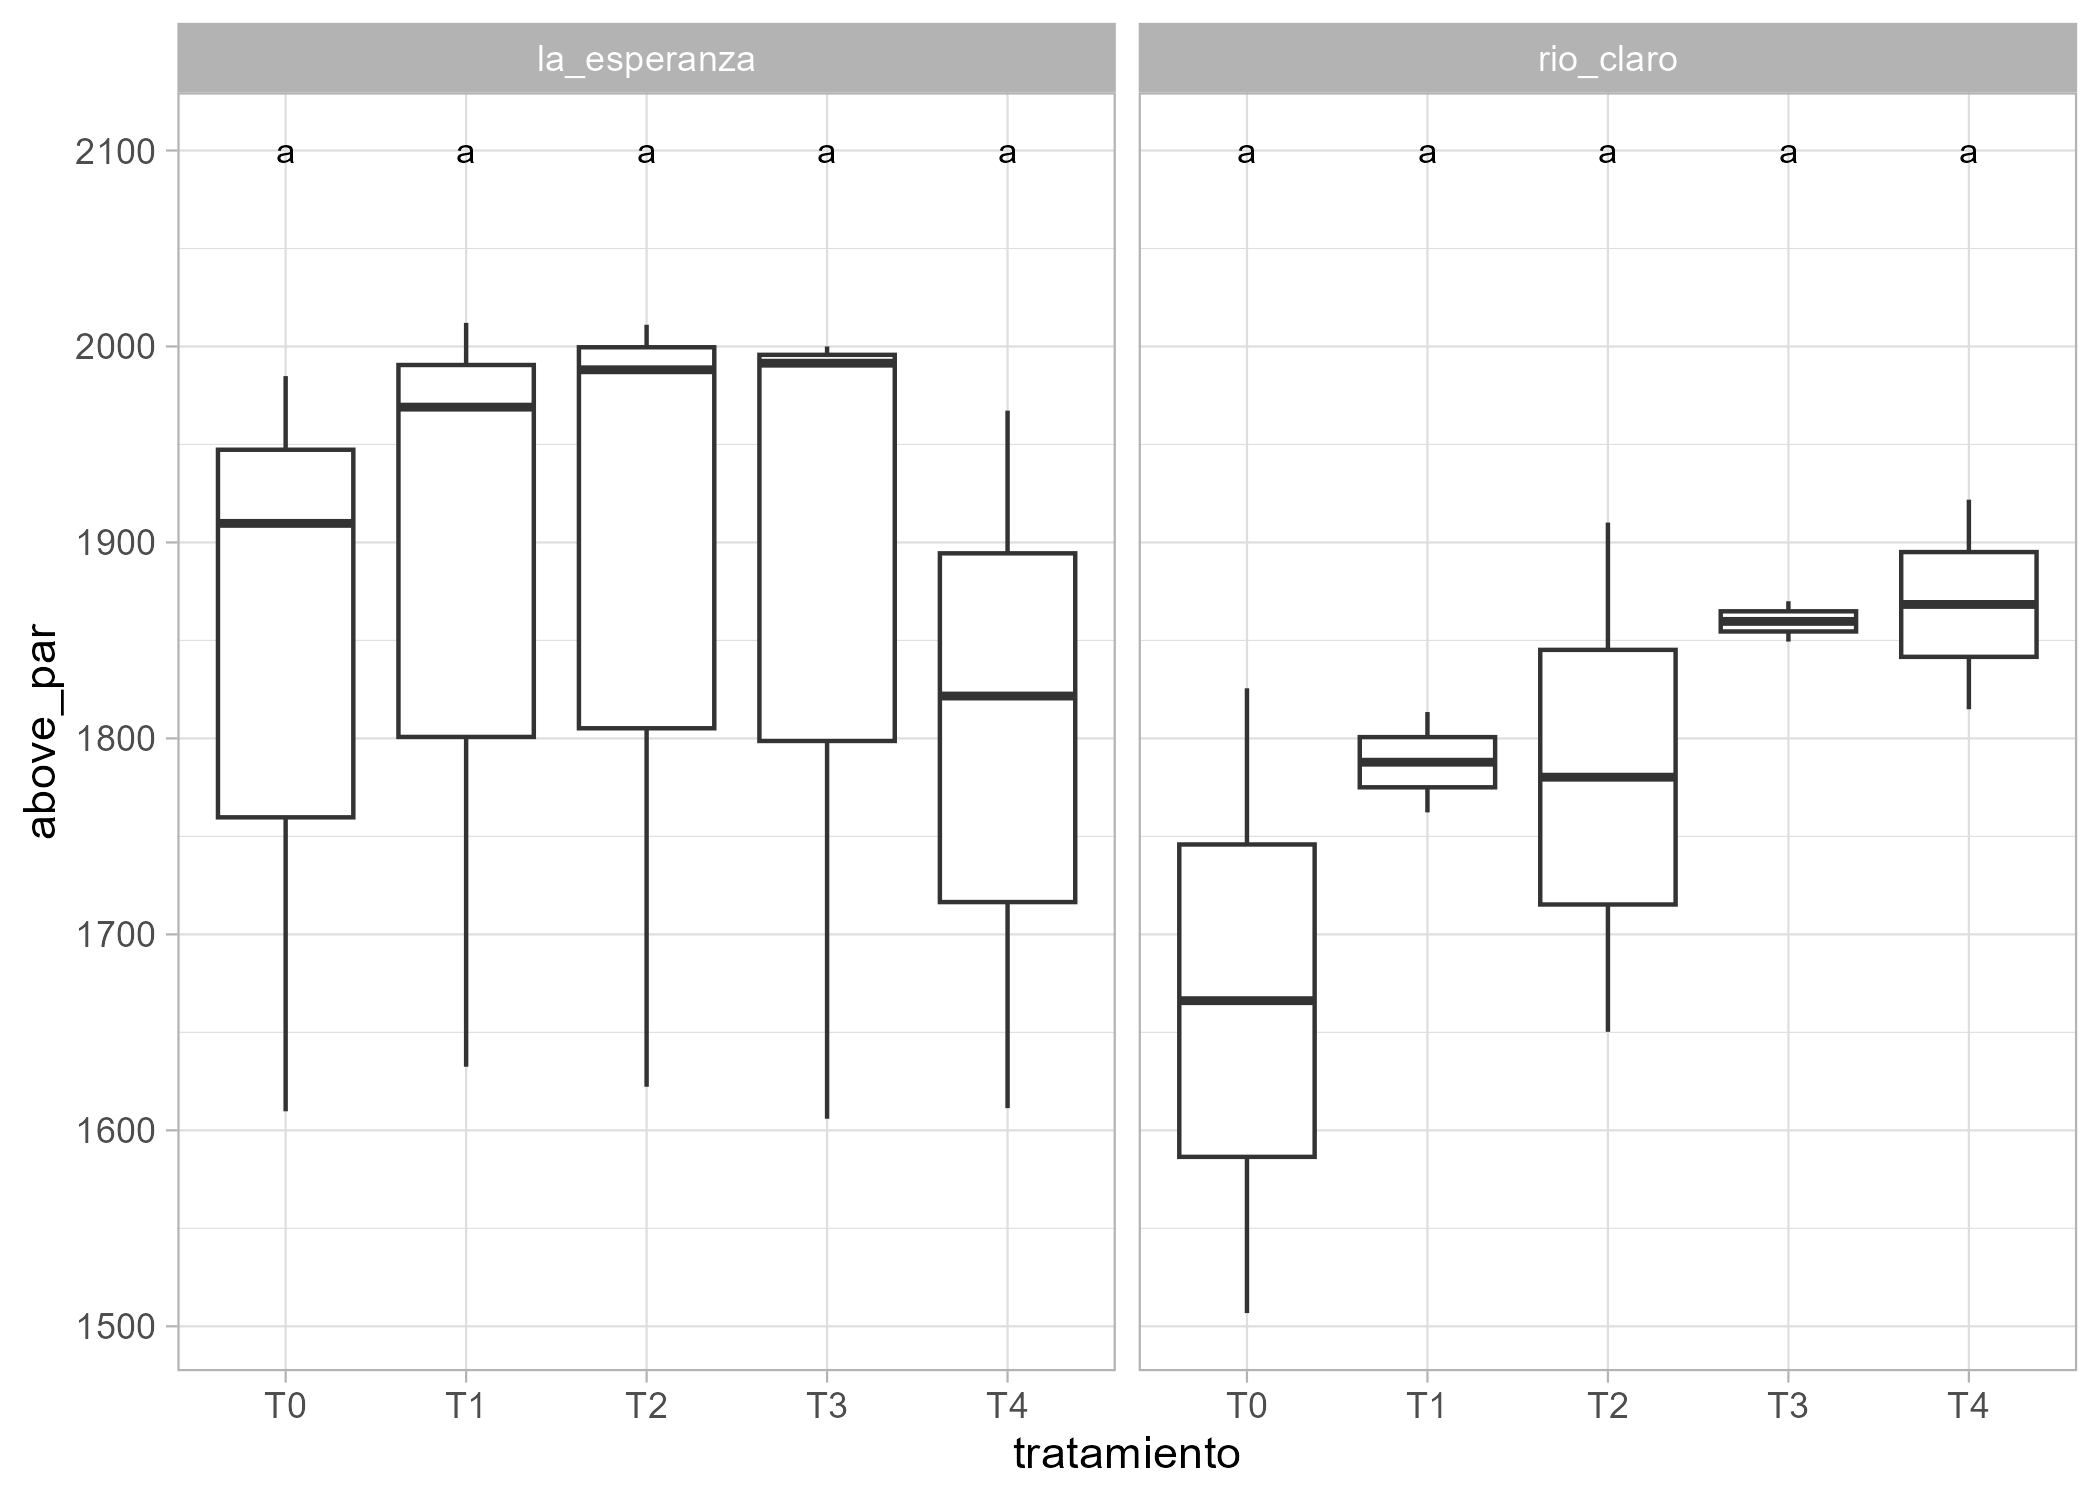 la_esperanza
rio_claro
2100
a a a a a
a a a a a
2000
1900
1800
1700
1600
1500
above_par
T0 T1 T2 T3 T4
T0 T1 T2 T3 T4
tratamiento